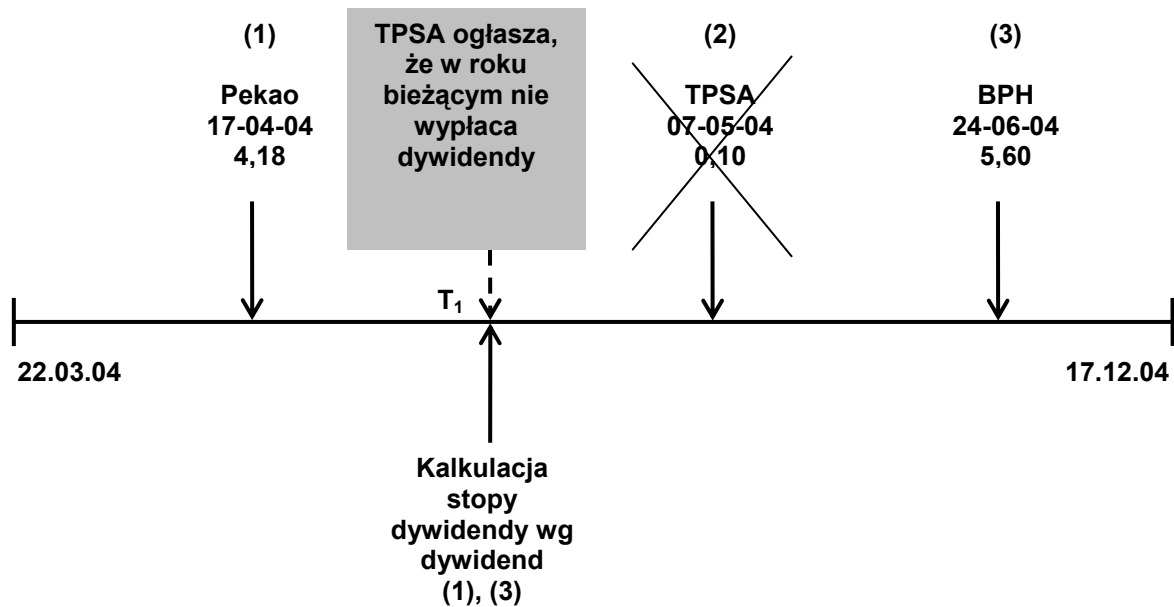 (1)
Pekao
17-04-04
4,18
TPSA ogłasza,
że w roku
bieżącym nie
wypłaca
dywidendy
(2)
TPSA
07-05-04
0,10
(3)
BPH
24-06-04
5,60
T₁
22.03.04
17.12.04
Kalkulacja
stopy
dywidendy wg
dywidend
(1), (3)